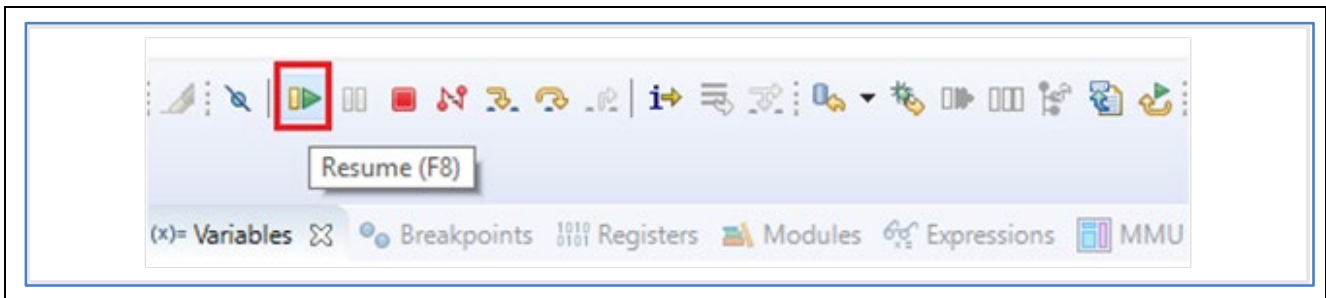 Resume (F8)
(x)= Variables Breakpoints 1010 0101 Registers Modules Expressions MMU